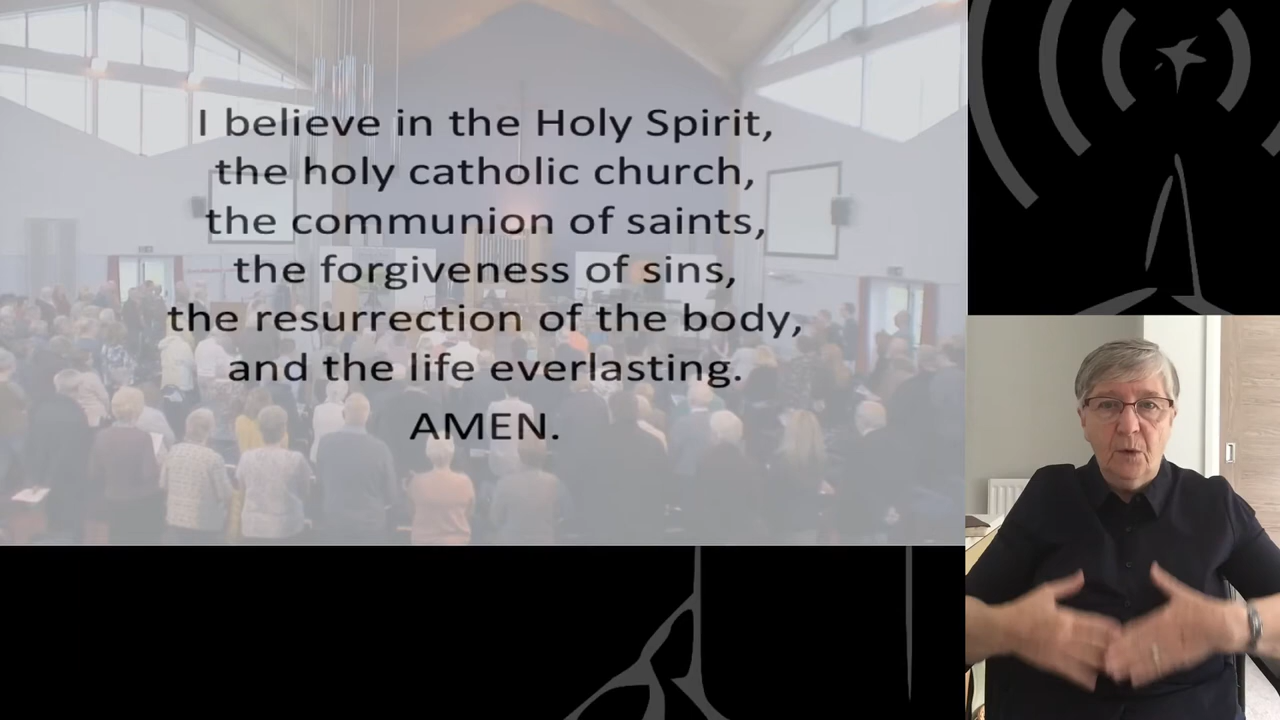 I believe in the Holy Spirit,
the holy catholic church,
the communion of saints,
the forgiveness of sins,
the resurrection of the body,
and the life everlasting.
AMEN.